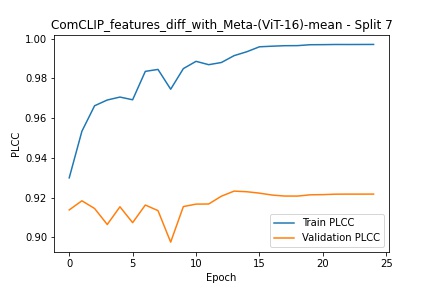 ComCLIP_features_diff_with_Meta-(ViT-16)-mean - Split 7
1.00
0.98
0.96
0.94
0.92
0.90
PLCC
Train PLCC
Validation PLCC
0 5 10 15 20 25
Epoch